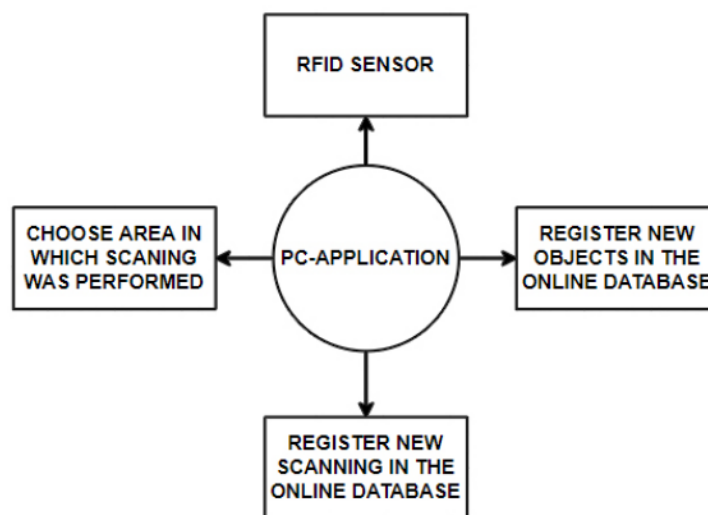 RFID SENSOR
CHOOSE AREA IN
WHICH SCANING
WAS PERFORMED
PC-APPLICATION
REGISTER NEW
OBJECTS IN THE
ONLINE DATABASE
REGISTER NEW
SCANNING IN THE
ONLINE DATABASE